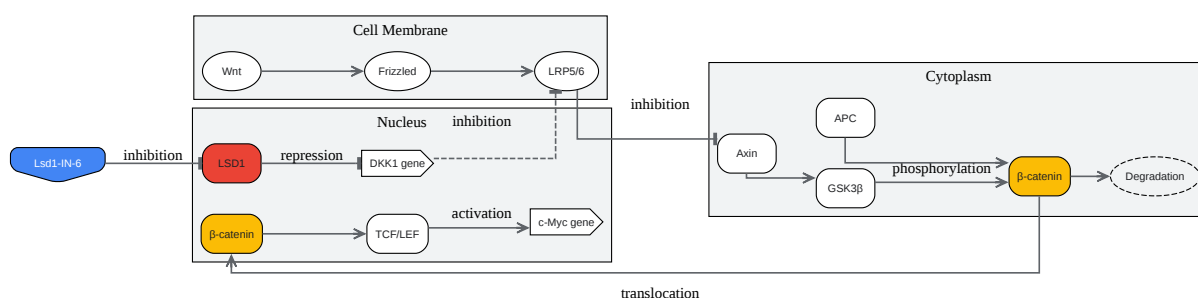 Cell Membrane
Wnt
Frizzled
LRP5/6
Cytoplasm
inhibition
APC
Nucleus
inhibition
Axin
Lsd1-IN-6
inhibition
LSD1
repression
DKK1 gene
phosphorylation
β-catenin
Degradation
GSK3β
activation
c-Myc gene
β-catenin
TCF/LEF
translocation